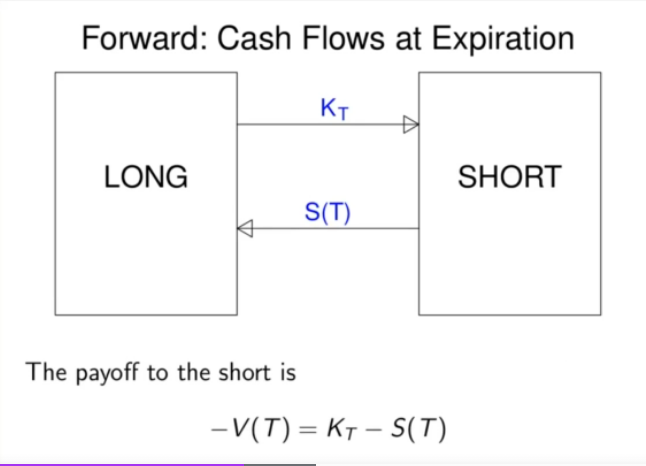 Forward: Cash Flows at Expiration
K_T
LONG
SHORT
S(T)
The payoff to the short is
−V(T) = K_T − S(T)